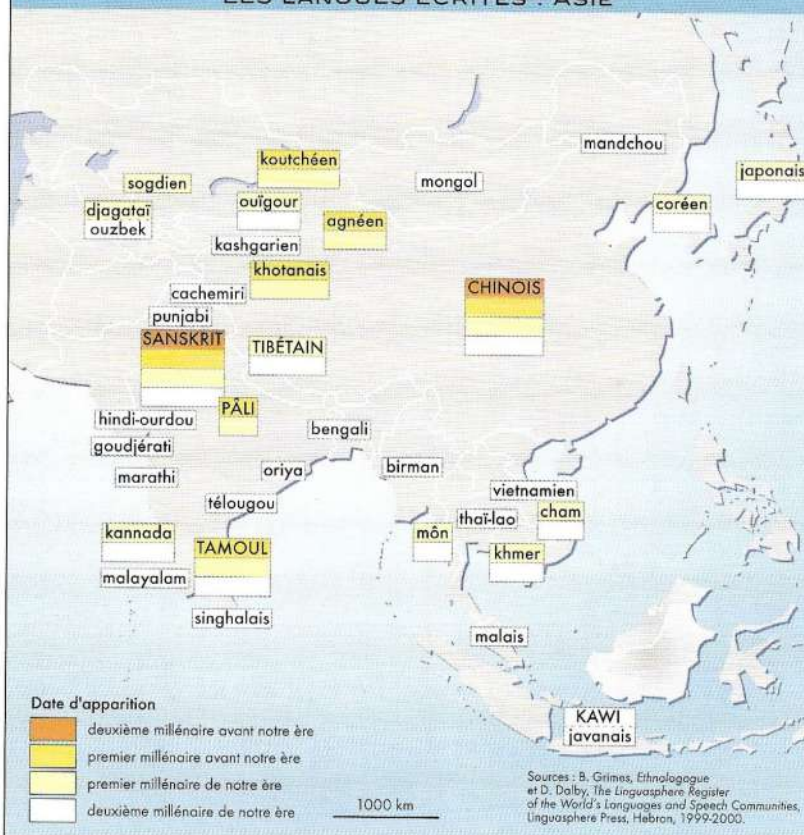 LES LANGUES ÉCRITES : ASIE
mandchou
koutchéen
japonais
sogdien
mongol
ouïgour
coréen
djagataï
ouzbek
agnéen
kashgarien
khotanais
CHINOIS
cachemiri
punjabi
SANSKRIT
TIBÉTAIN
PÂLI
hindi-ourdou
bengali
goudjérati
marathi
oriya
birman
vietnamien
télougou
cham
thaï-lao
kannada
môn
TAMOUL
khmer
malayalam
singhalais
malais
KAWI
javanais
Date d'apparition
deuxième millénaire avant notre ère
premier millénaire avant notre ère
premier millénaire de notre ère
deuxième millénaire de notre ère
1000 km
Sources : B. Grimes, Ethnologogue
et D. Dalby, The Linguasphere Register
of the World's Languages and Speech Communities,
Linguasphere Press, Hebron, 1999-2000.